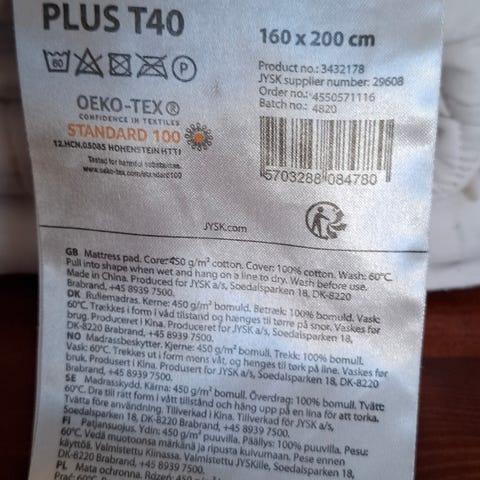 PLUS T40
160 x 200 cm
60
P
Product no.: 3432178
JYSK supplier number: 29608
Order no.: 4550571116
Batch no.: 4820
OEKO-TEX®
CONFIDENCE IN TEXTILES
STANDARD 100
12.HCN.05085 HOHENSTEIN HTTI
Tested for harmful substances.
www.oeko-tex.com/standard100
5703288 084780
JYSK.com
GB Mattress pad. Core: 450 g/m² cotton. Cover: 100% cotton. Wash: 60°C.
Pull into shape when wet and hang on a line to dry. Wash before use.
Made in China. Produced for JYSK a/s, Soedalsparken 18, DK-8220
Brabrand, +45 8939 7500.
DK Rullemadras. Kerne: 450 g/m² bomuld. Betræk: 100% bomuld. Vask:
60°C. Trækkes i form i våd tilstand og hænges til tørre på snor. Vaskes før
brug. Produceret i Kina. Produceret for JYSK a/s, Soedalsparken 18,
DK-8220 Brabrand, +45 8939 7500.
NO Madrassbeskytter. Kjerne: 450 g/m² bomull. Trekk: 100% bomull.
Vask: 60°C. Trekkes ut i form mens våt, og henges til tørk på line. Vaskes før
bruk. Produsert i Kina. Produsert for JYSK a/s, Soedalsparken 18, DK-8220
Brabrand, +45 8939 7500.
SE Madrasskydd. Kärna: 450 g/m² bomull. Överdrag: 100% bomull. Tvätt:
60°C. Dra till rätt form i vått tillstånd och häng upp på en lina för att torka.
Tvätta före användning. Tillverkad i Kina. Tillverkad för JYSK a/s,
Soedalsparken 18, DK-8220 Brabrand, +45 8939 7500.
FI Patjansuojus. Ydin: 450 g/m² puuvilla. Päällys: 100% puuvilla. Pesu:
60°C. Vedä muotoonsa märkänä ja ripusta kuivumaan. Pese ennen
käyttöä. Valmistettu Kiinassa. Valmistettu JYSKille, Soedalsparken 18,
DK-8220 Brabrand, +45 8939 7500.
PL Mata ochronna. Rdzeń: 450 g/m²